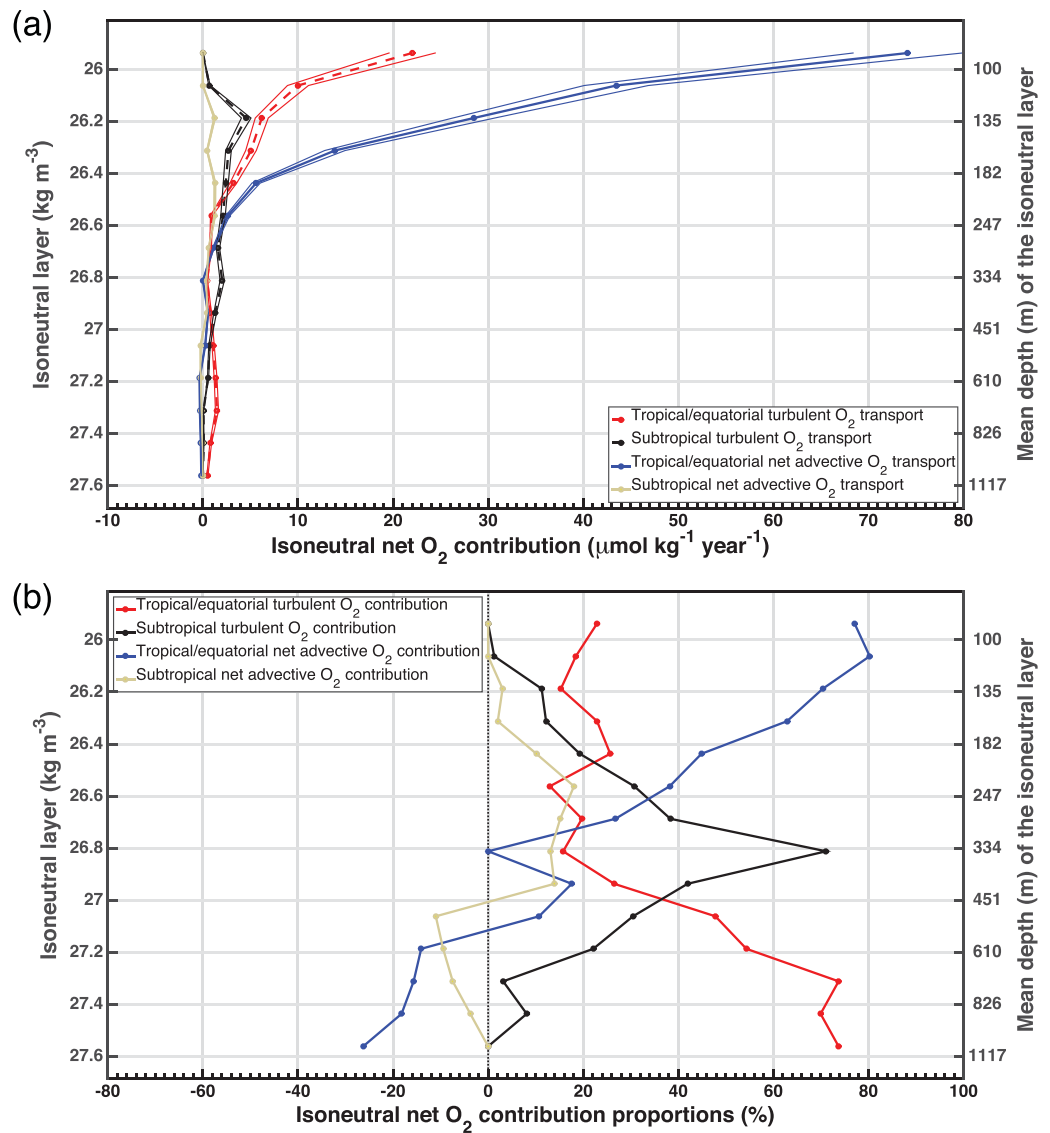 (a)
26
26.2
26.4
26.6
26.8
27
27.2
27.4
27.6
Isoneutral layer (kg m-3)
100
135
182
247
334
451
610
826
1117
Mean depth (m) of the isoneutral layer
Tropical/equatorial turbulent O2 transport
Subtropical turbulent O2 transport
Tropical/equatorial net advective O2 transport
Subtropical net advective O2 transport
-10 0 10 20 30 40 50 60 70 80
Isoneutral net O2 contribution (μmol kg-1 year-1)
(b)
Tropical/equatorial turbulent O2 contribution
Subtropical turbulent O2 contribution
Tropical/equatorial net advective O2 contribution
Subtropical net advective O2 contribution
26
26.2
26.4
26.6
26.8
27
27.2
27.4
27.6
Isoneutral layer (kg m-3)
100
135
182
247
334
451
610
826
1117
Mean depth (m) of the isoneutral layer
-80 -60 -40 -20 0 20 40 60 80 100
Isoneutral net O2 contribution proportions (%)